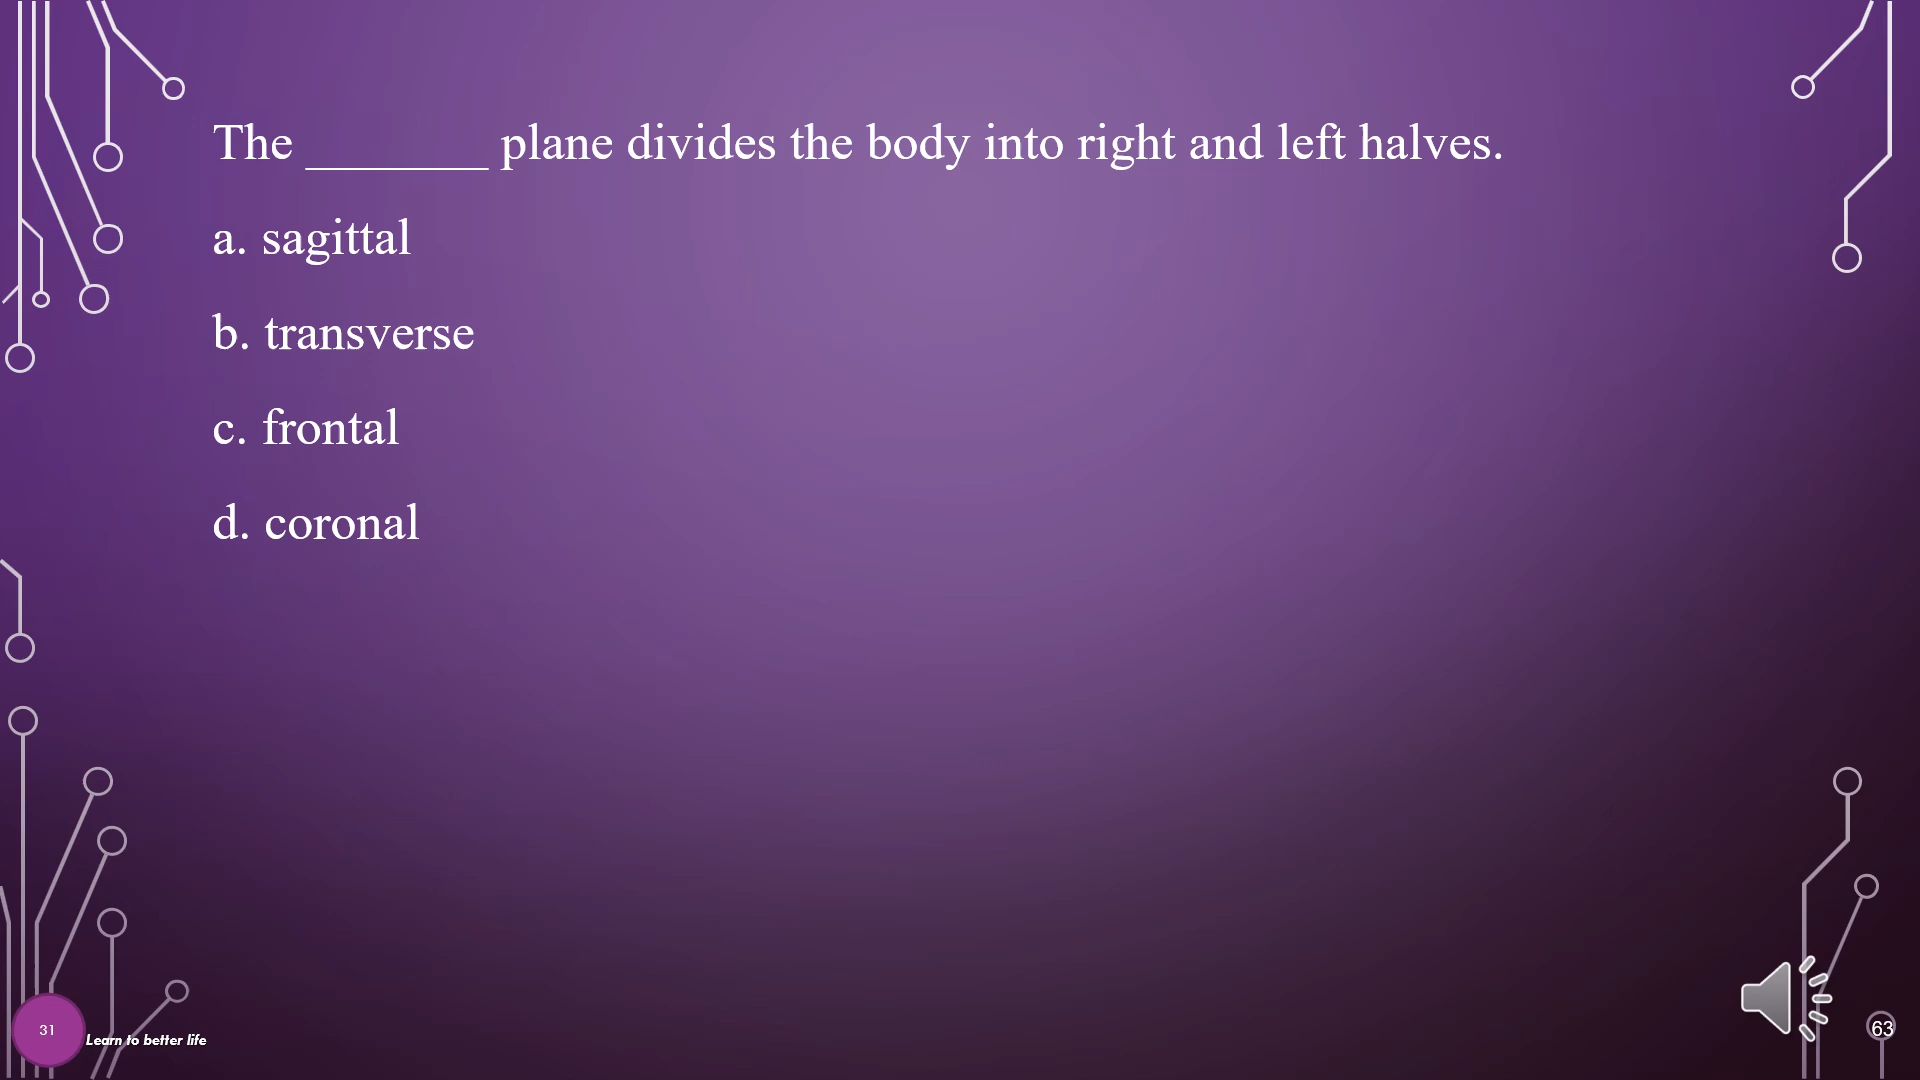 The _______ plane divides the body into right and left halves.
a. sagittal
b. transverse
c. frontal
d. coronal
31
Learn to better life
63